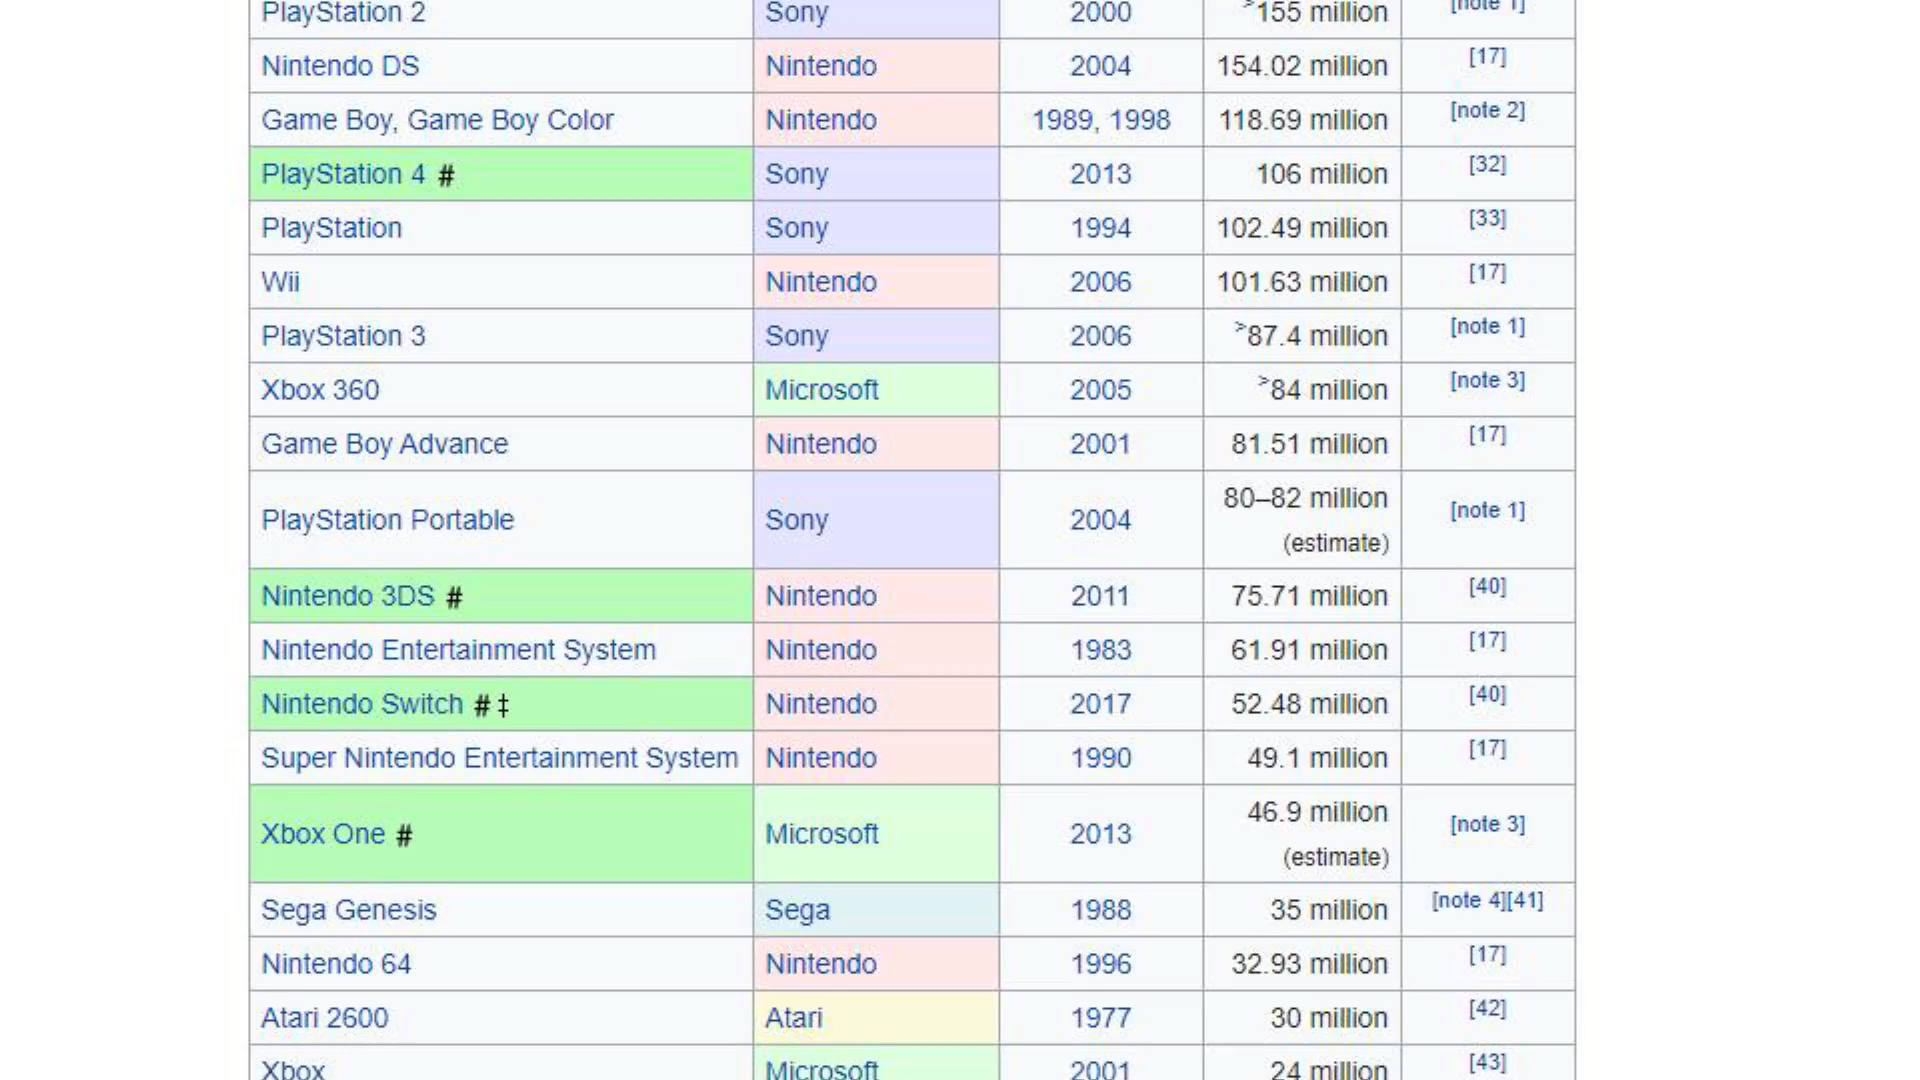 PlayStation 2 Sony 2000 >155 million [note 1]
Nintendo DS Nintendo 2004 154.02 million [17]
Game Boy, Game Boy Color Nintendo 1989, 1998 118.69 million [note 2]
PlayStation 4 # Sony 2013 106 million [32]
PlayStation Sony 1994 102.49 million [33]
Wii Nintendo 2006 101.63 million [17]
PlayStation 3 Sony 2006 >87.4 million [note 1]
Xbox 360 Microsoft 2005 >84 million [note 3]
Game Boy Advance Nintendo 2001 81.51 million [17]
PlayStation Portable Sony 2004 80–82 million [note 1]
(estimate)
Nintendo 3DS # Nintendo 2011 75.71 million [40]
Nintendo Entertainment System Nintendo 1983 61.91 million [17]
Nintendo Switch # ‡ Nintendo 2017 52.48 million [40]
Super Nintendo Entertainment System Nintendo 1990 49.1 million [17]
Xbox One # Microsoft 2013 46.9 million [note 3]
(estimate)
Sega Genesis Sega 1988 35 million [note 4][41]
Nintendo 64 Nintendo 1996 32.93 million [17]
Atari 2600 Atari 1977 30 million [42]
Xbox Microsoft 2001 24 million [43]